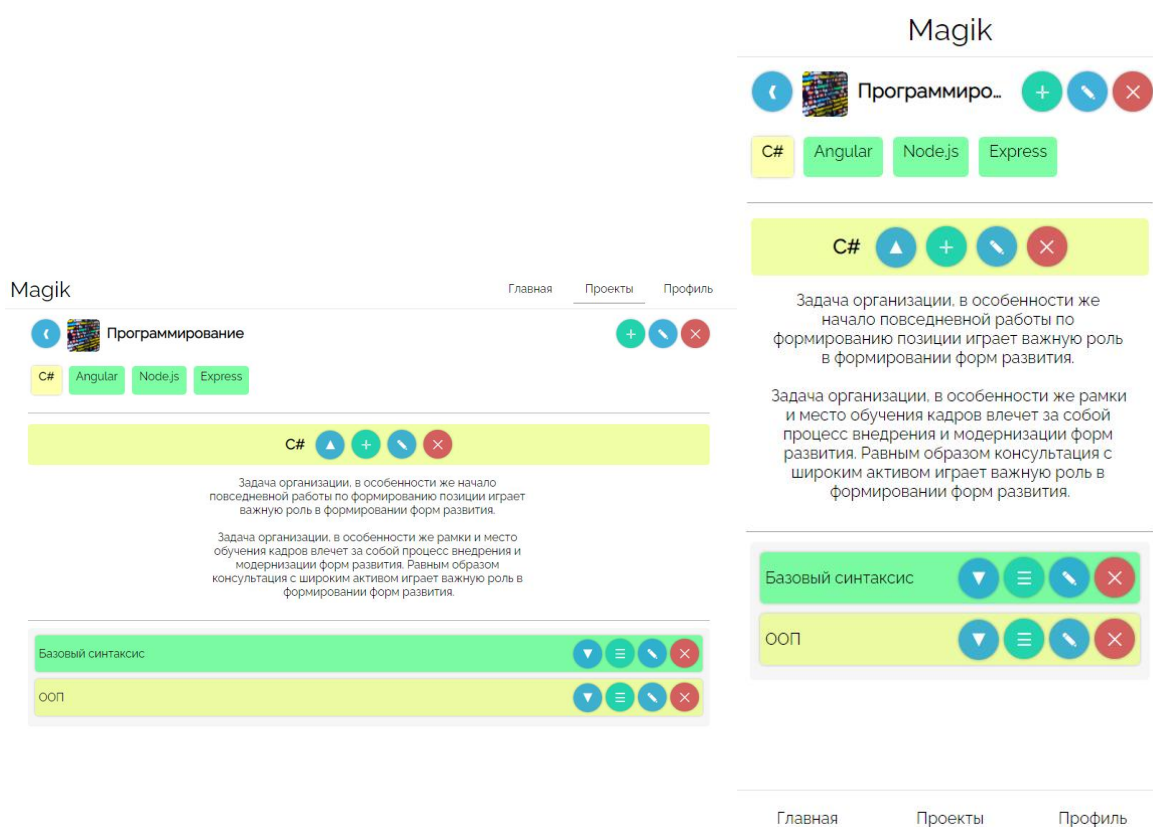 Magik
Главная Проекты Профиль
Программирование
C# Angular Node.js Express
C#
Задача организации, в особенности же начало
повседневной работы по формированию позиции играет
важную роль в формировании форм развития.
Задача организации, в особенности же рамки и место
обучения кадров влечет за собой процесс внедрения и
модернизации форм развития. Равным образом
консультация с широким активом играет важную роль в
формировании форм развития.
Базовый синтаксис
ООП
Magik
Программиро...
C# Angular Node.js Express
C#
Задача организации, в особенности же
начало повседневной работы по
формированию позиции играет важную роль
в формировании форм развития.
Задача организации, в особенности же рамки
и место обучения кадров влечет за собой
процесс внедрения и модернизации форм
развития. Равным образом консультация с
широким активом играет важную роль в
формировании форм развития.
Базовый синтаксис
ООП
Главная Проекты Профиль